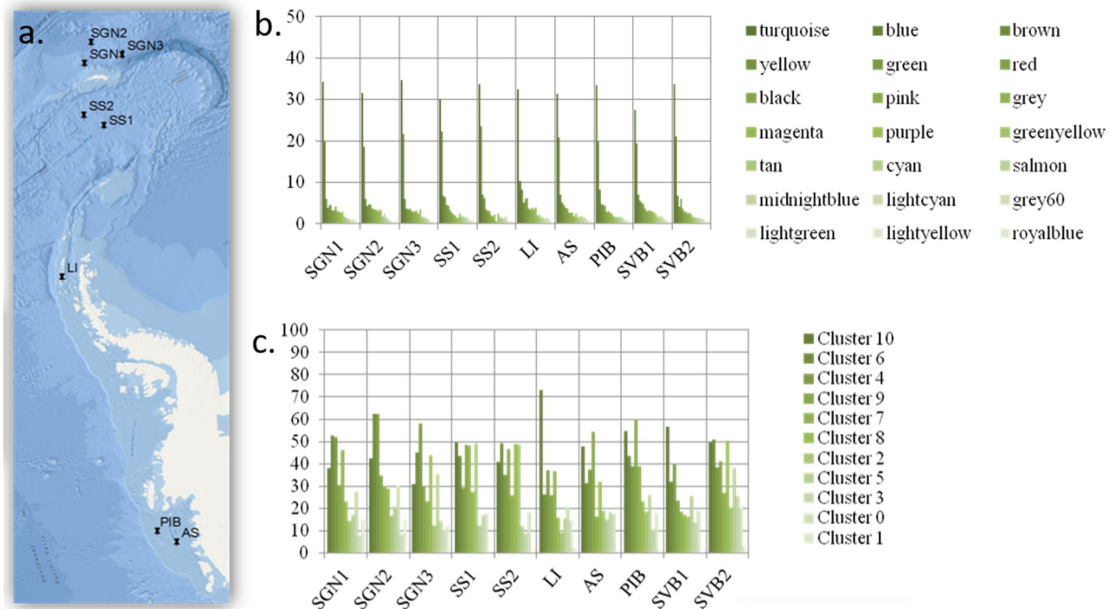 a.
SGN2
SGN3
SGN1
SS2
SS1
LI
PIB
AS
b.
50
40
30
20
10
0
SGN1 SGN2 SGN3 SS1 SS2 LI AS PIB SVB1 SVB2
turquoise blue brown
yellow green red
black pink grey
magenta purple greenyellow
tan cyan salmon
midnightblue lightcyan grey60
lightgreen lightyellow royalblue
c.
100
90
80
70
60
50
40
30
20
10
0
SGN1 SGN2 SGN3 SS1 SS2 LI AS PIB SVB1 SVB2
Cluster 10
Cluster 6
Cluster 4
Cluster 9
Cluster 7
Cluster 8
Cluster 2
Cluster 5
Cluster 3
Cluster 0
Cluster 1